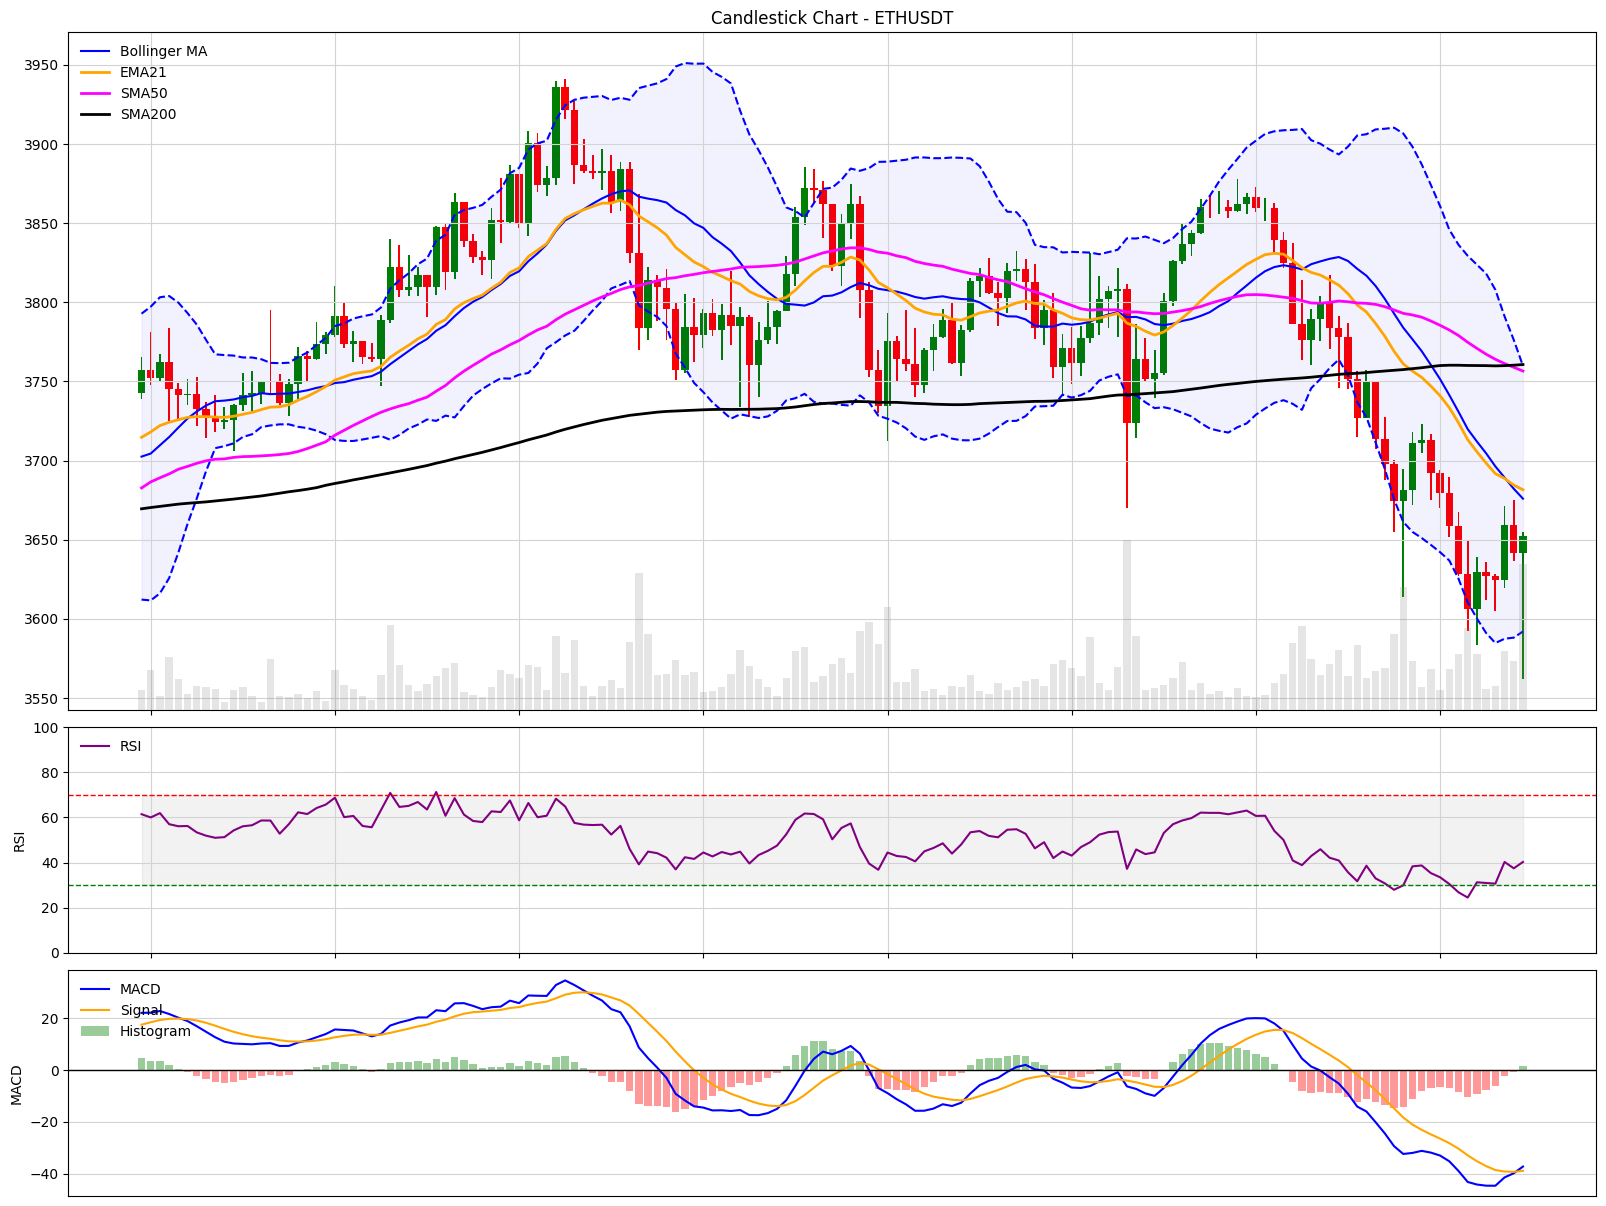 Candlestick Chart - ETHUSDT
Bollinger MA
EMA21
SMA50
SMA200
3950
3900
3850
3800
3750
3700
3650
3600
3550
RSI
100
80
60
40
20
0
RSI
MACD
Signal
Histogram
20
0
−20
−40
MACD